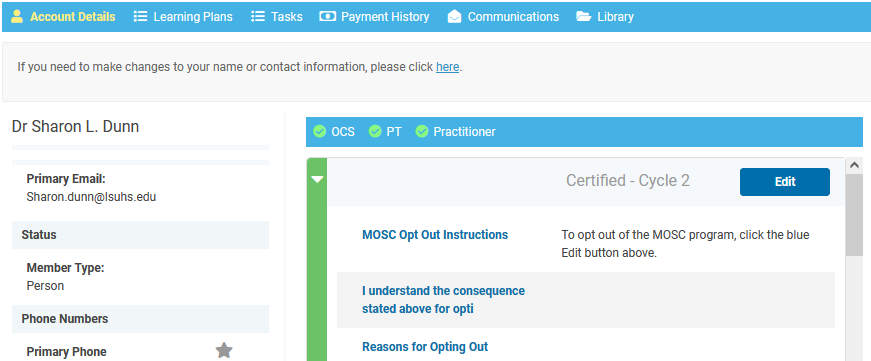 Account Details Learning Plans Tasks Payment History Communications Library
If you need to make changes to your name or contact information, please click here.
Dr Sharon L. Dunn
Primary Email:
Sharon.dunn@lsuhs.edu
Status
Member Type:
Person
Phone Numbers
Primary Phone
OCS PT Practitioner
Certified - Cycle 2
Edit
MOSC Opt Out Instructions
To opt out of the MOSC program, click the blue
Edit button above.
I understand the consequence
stated above for opti
Reasons for Opting Out